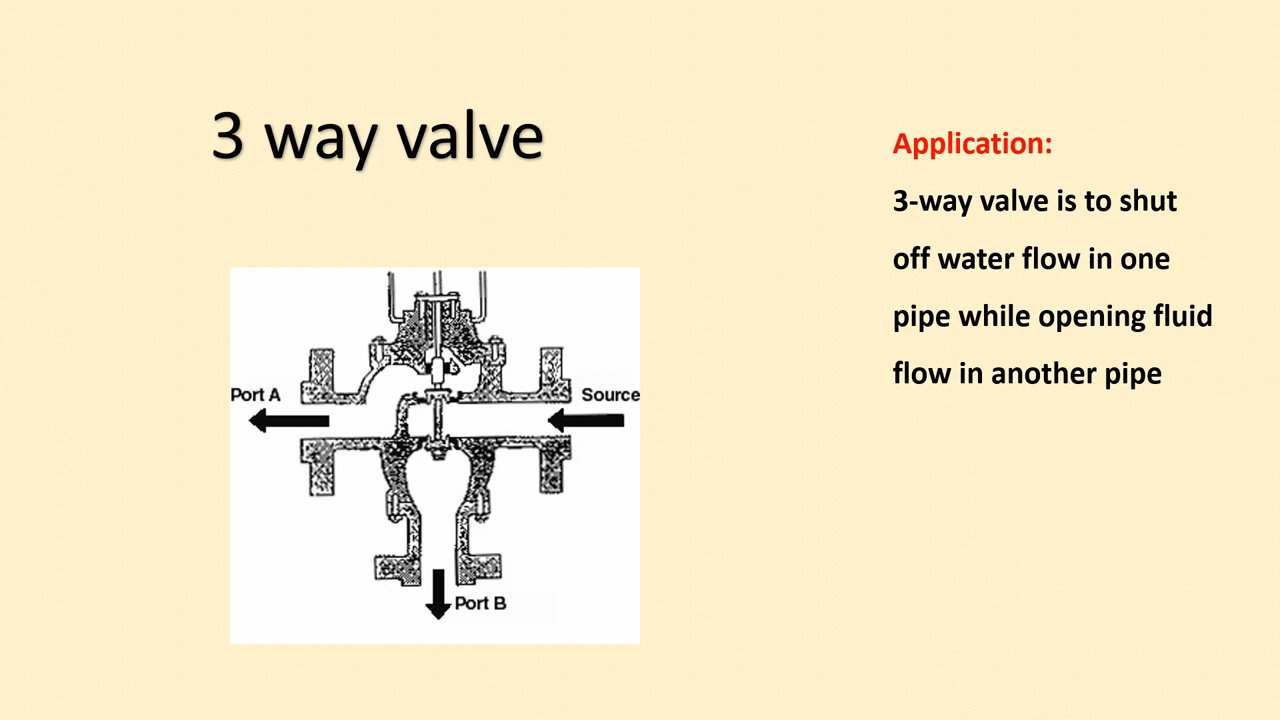 3 way valve
Application:
3-way valve is to shut
off water flow in one
pipe while opening fluid
flow in another pipe
Port A
Source
Port B